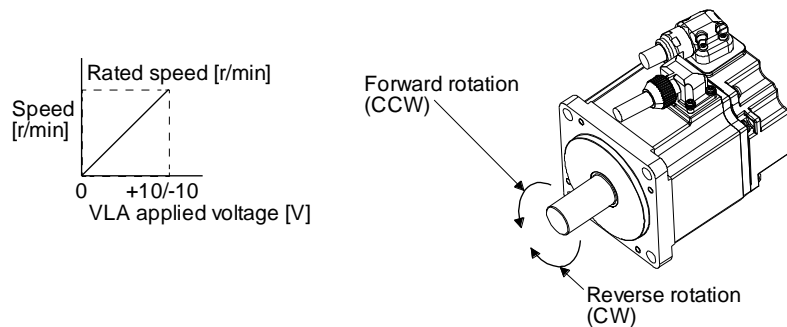 Rated speed [r/min]
Speed
[r/min]
0
+10/-10
VLA applied voltage [V]
Forward rotation
(CCW)
Reverse rotation
(CW)